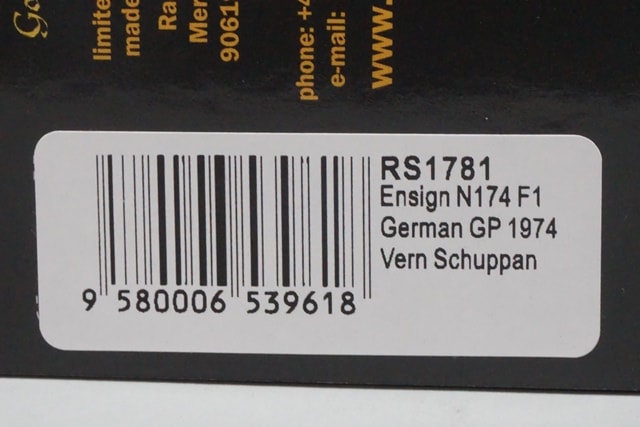 Go
limite
made
Ra
Mer
9061
phone: +4
e-mail:
www.
RS1781
Ensign N174 F1
German GP 1974
Vern Schuppan
9 580006 539618